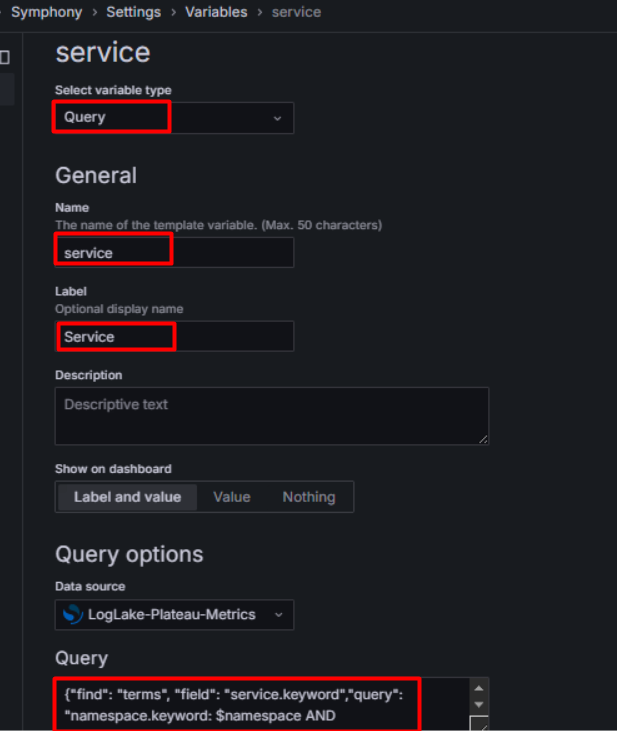 Symphony > Settings > Variables > service
service
Select variable type
Query
General
Name
The name of the template variable. (Max. 50 characters)
service
Label
Optional display name
Service
Description
Descriptive text
Show on dashboard
Label and value Value Nothing
Query options
Data source
LogLake-Plateau-Metrics
Query
{"find": "terms", "field": "service.keyword","query":
"namespace.keyword: $namespace AND